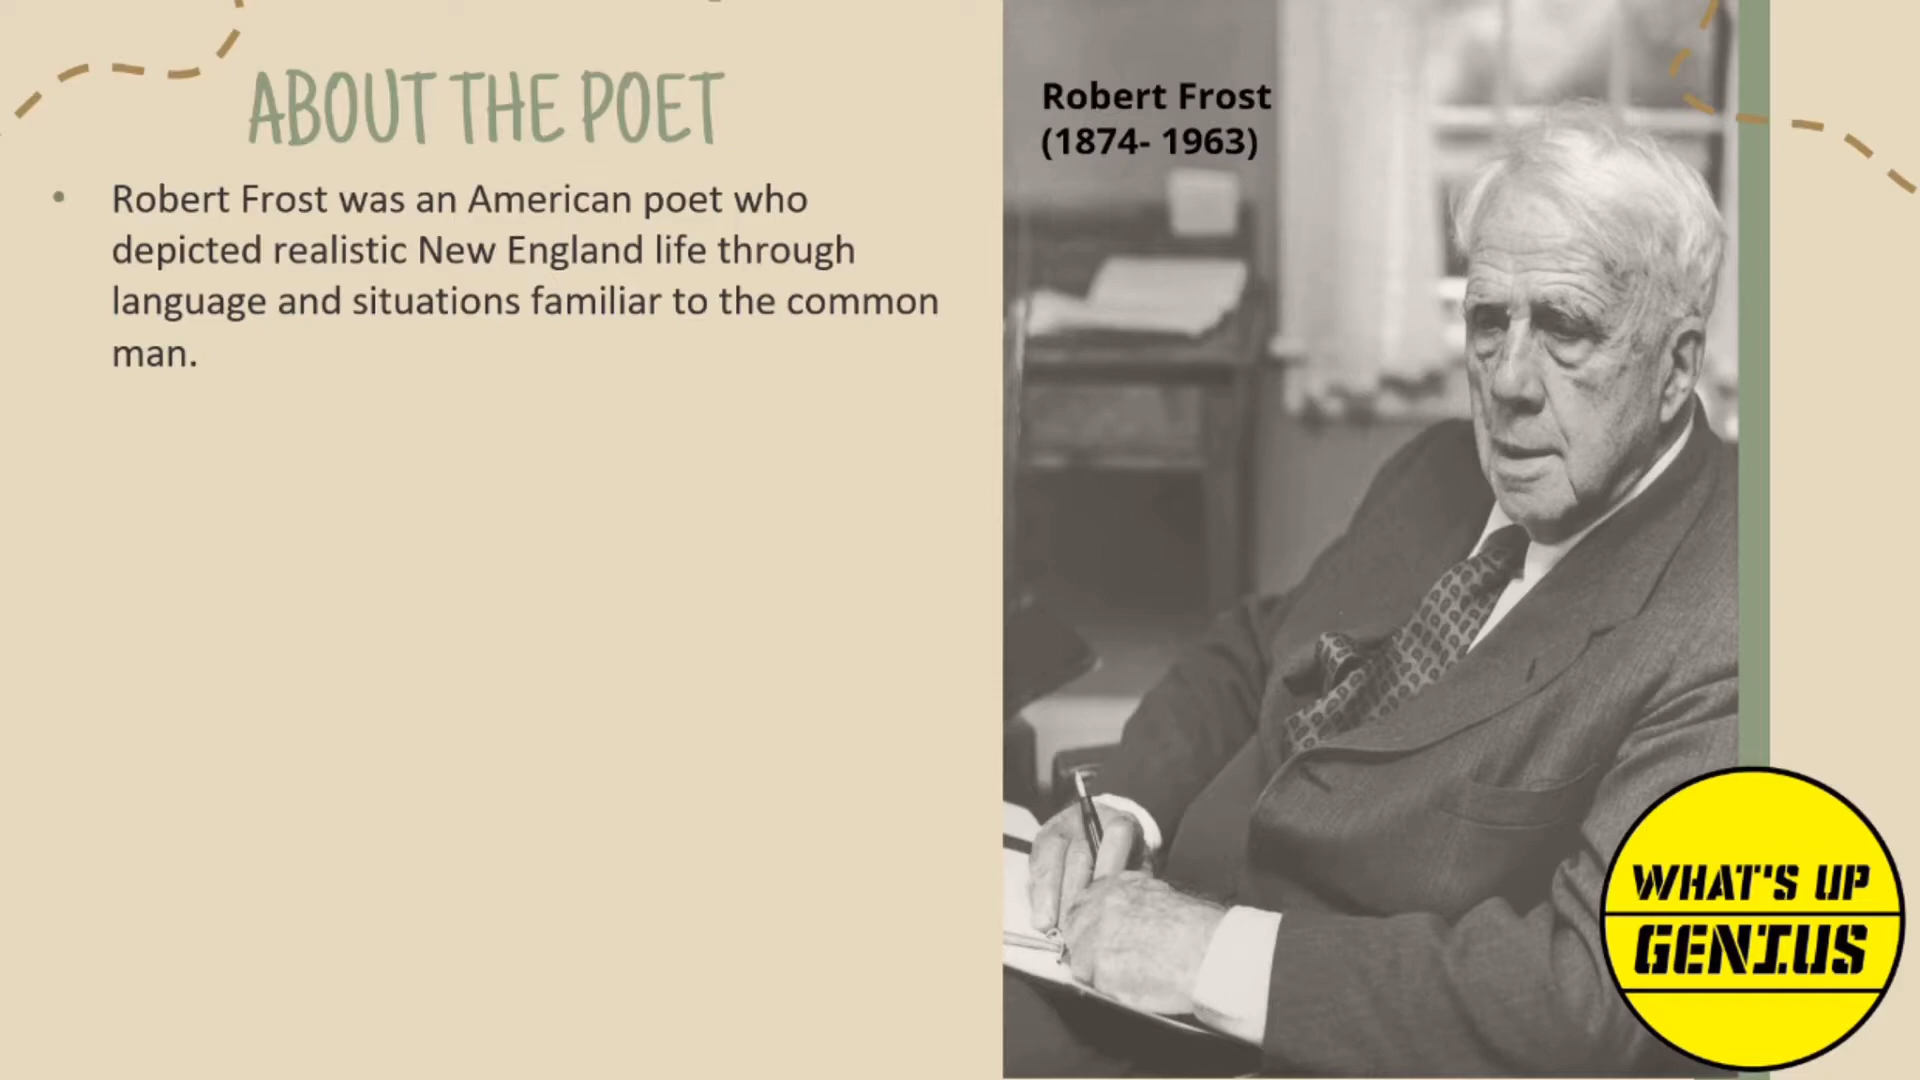 ABOUT THE POET
• Robert Frost was an American poet who
depicted realistic New England life through
language and situations familiar to the common
man.
Robert Frost
(1874- 1963)
WHAT'S UP
GENIUS